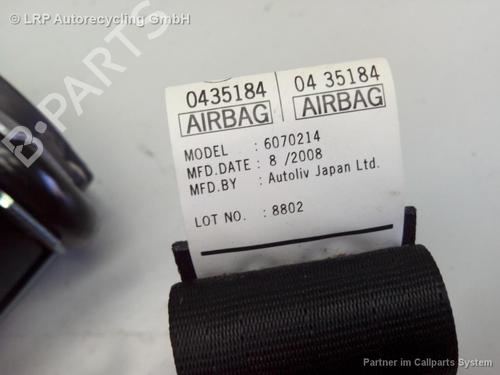 © LRP Autorecycling GmbH
B-PARTS
0435184
04 35184
AIRBAG
AIRBAG
MODEL : 6070214
MFD.DATE : 8 /2008
MFD.BY : Autoliv Japan Ltd.
LOT NO. : 8802
Partner im Callparts System